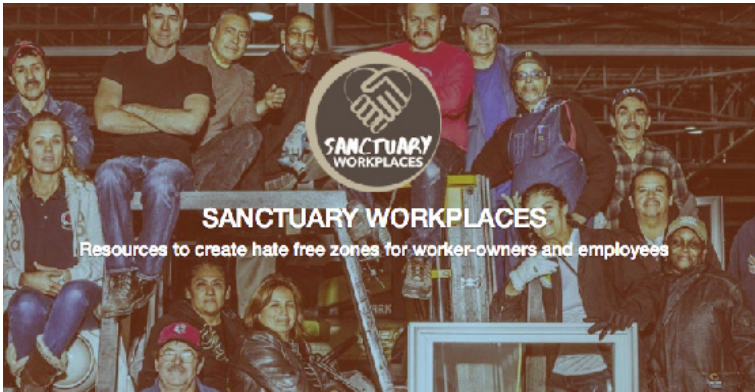 SANCTUARY
WORKPLACES
SANCTUARY WORKPLACES
Resources to create hate free zones for worker-owners and employees